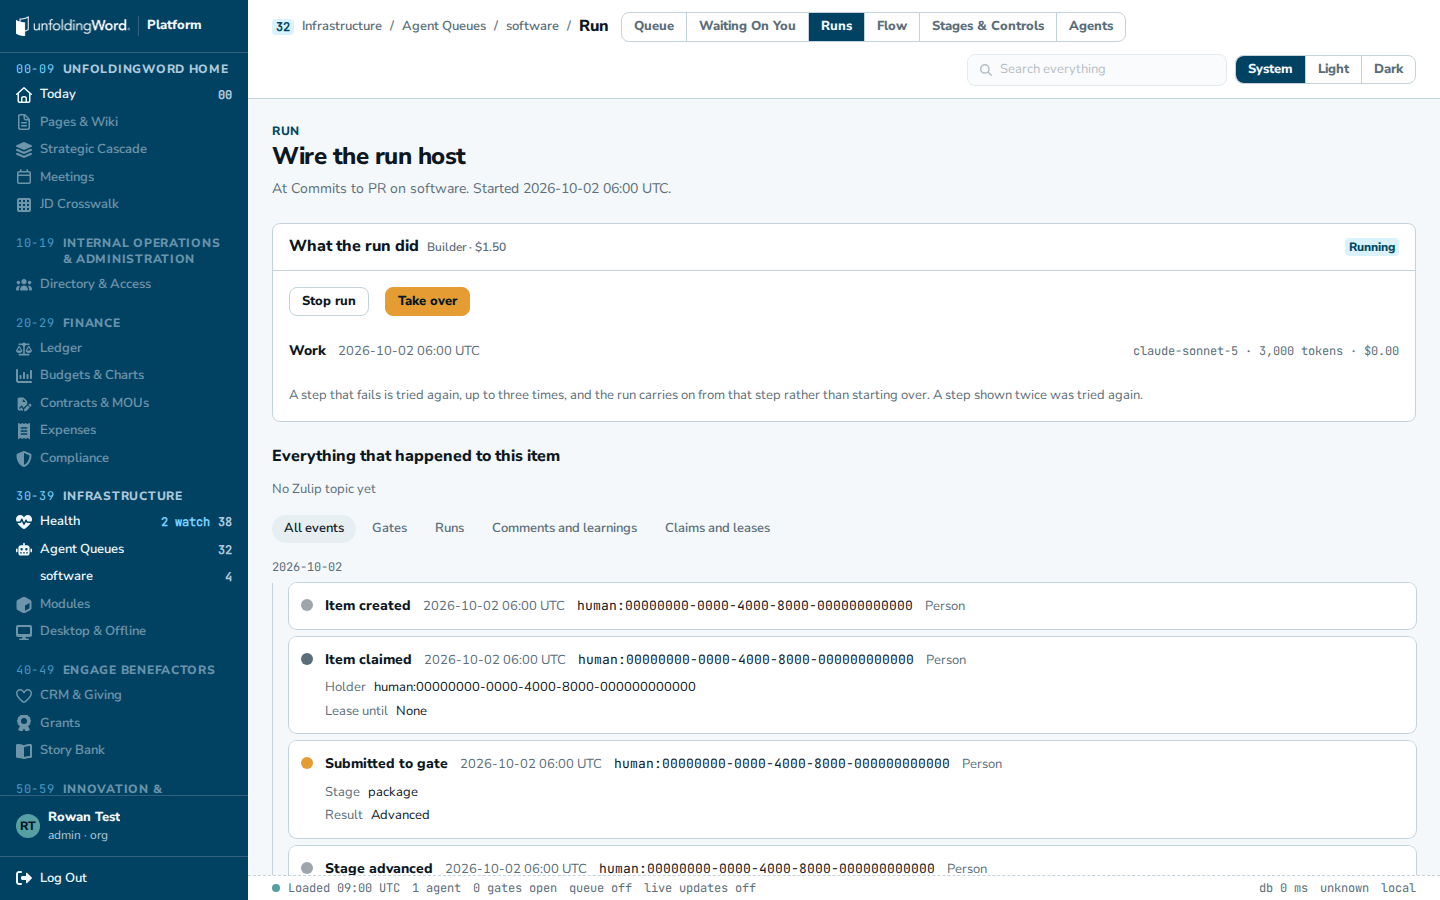 unfoldingWord. Platform
00-09 UNFOLDINGWORD HOME
Today 00
Pages & Wiki
Strategic Cascade
Meetings
JD Crosswalk
10-19 INTERNAL OPERATIONS
& ADMINISTRATION
Directory & Access
20-29 FINANCE
Ledger
Budgets & Charts
Contracts & MOUs
Expenses
Compliance
30-39 INFRASTRUCTURE
Health 2 watch 38
Agent Queues 32
software 4
Modules
Desktop & Offline
40-49 ENGAGE BENEFACTORS
CRM & Giving
Grants
Story Bank
50-59 INNOVATION &
RT Rowan Test
admin · org
Log Out
32 Infrastructure / Agent Queues / software / Run
Queue Waiting On You Runs Flow Stages & Controls Agents
Search everything
System Light Dark
RUN
Wire the run host
At Commits to PR on software. Started 2026-10-02 06:00 UTC.
What the run did Builder · $1.50 Running
Stop run Take over
Work 2026-10-02 06:00 UTC claude-sonnet-5 · 3,000 tokens · $0.00
A step that fails is tried again, up to three times, and the run carries on from that step rather than starting over. A step shown twice was tried again.
Everything that happened to this item
No Zulip topic yet
All events Gates Runs Comments and learnings Claims and leases
2026-10-02
Item created 2026-10-02 06:00 UTC human:00000000-0000-4000-8000-000000000000 Person
Item claimed 2026-10-02 06:00 UTC human:00000000-0000-4000-8000-000000000000 Person
Holder human:00000000-0000-4000-8000-000000000000
Lease until None
Submitted to gate 2026-10-02 06:00 UTC human:00000000-0000-4000-8000-000000000000 Person
Stage package
Result Advanced
Stage advanced 2026-10-02 06:00 UTC human:00000000-0000-4000-8000-000000000000 Person
Loaded 09:00 UTC 1 agent 0 gates open queue off live updates off db 0 ms unknown local